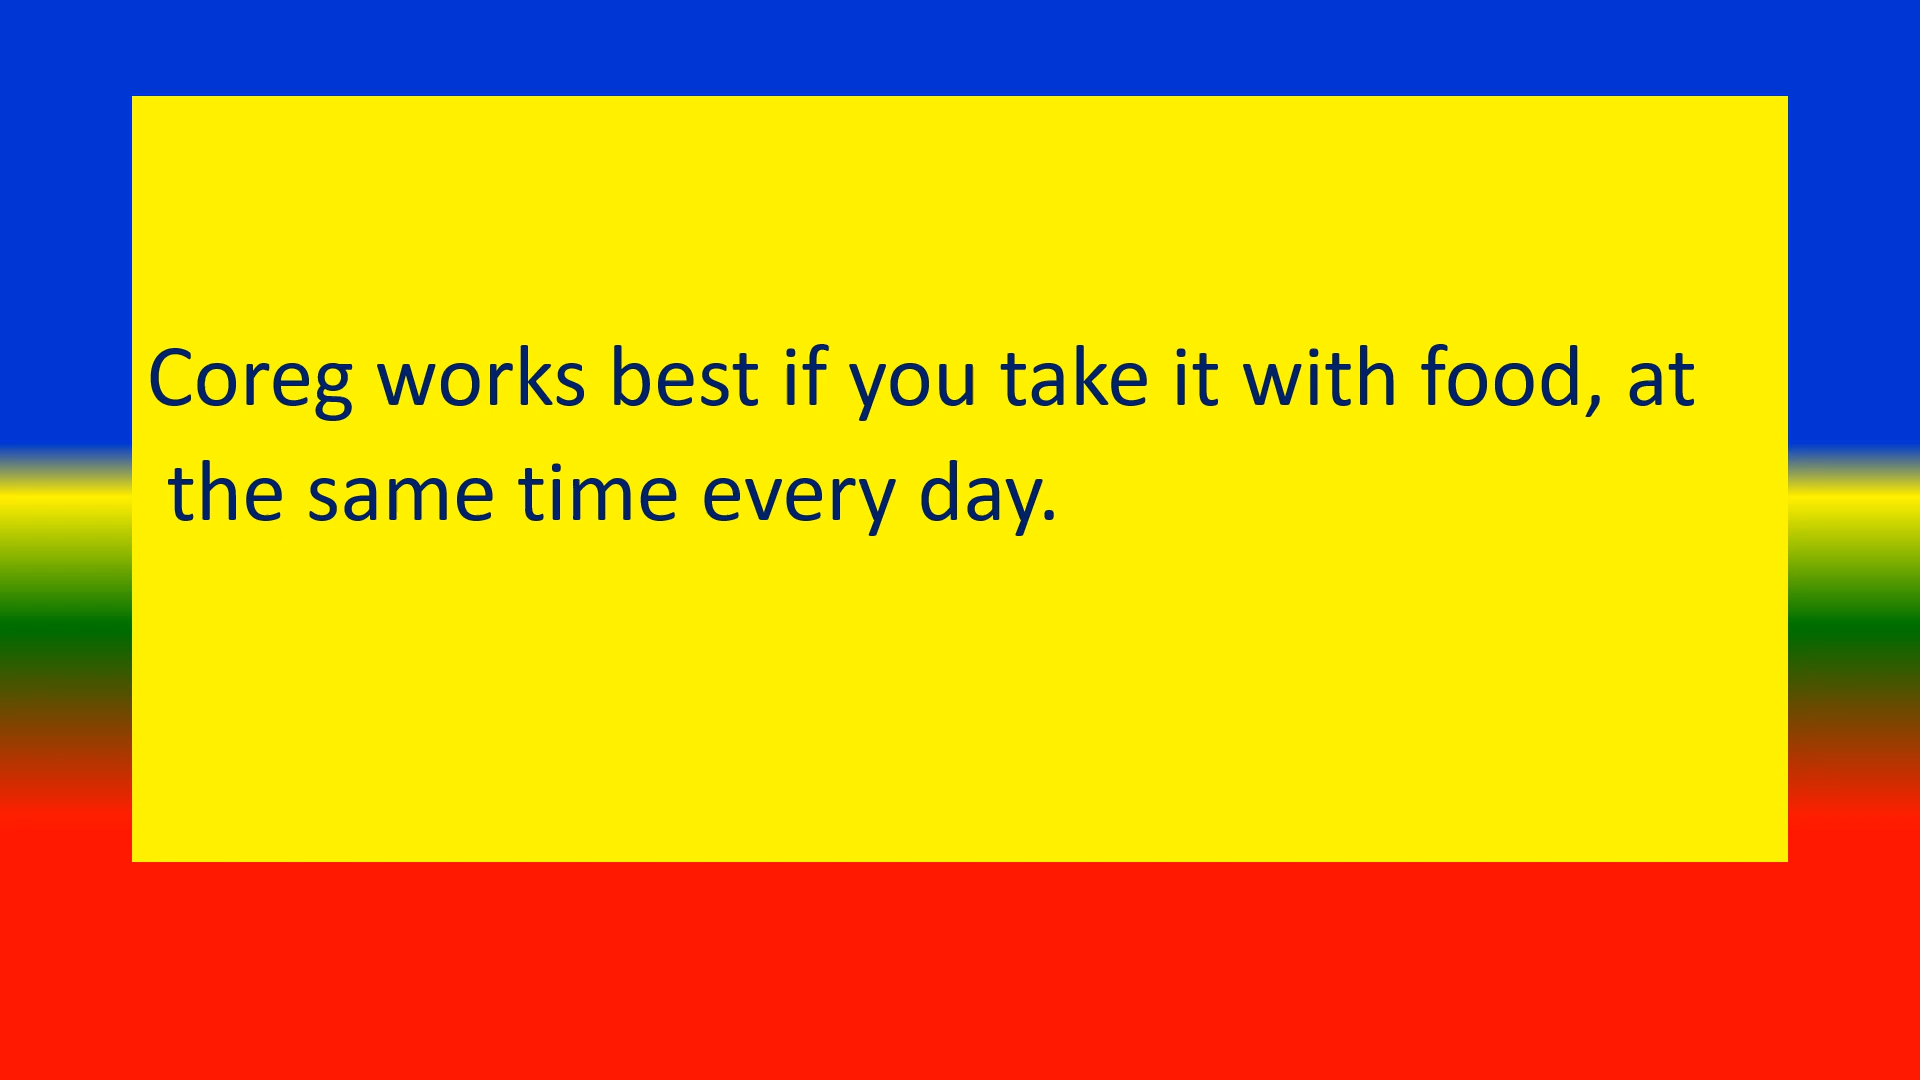 Coreg works best if you take it with food, at
the same time every day.